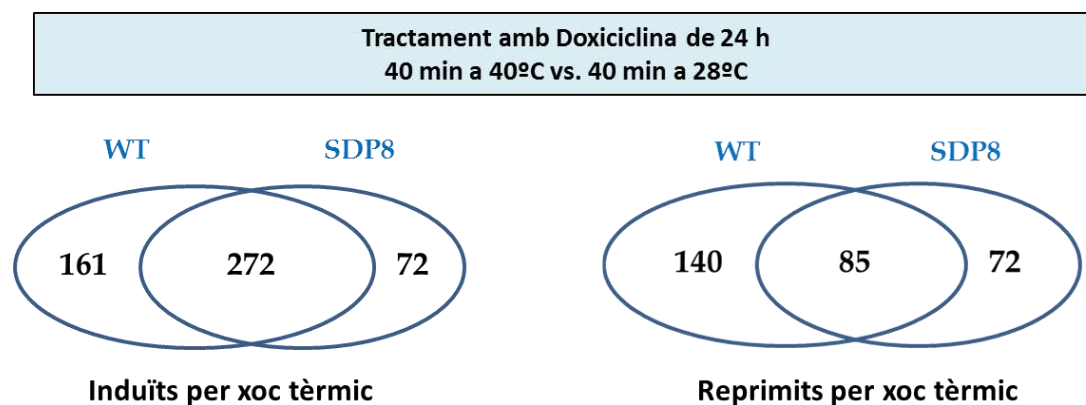 Tractament amb Doxiciclina de 24 h
40 min a 40ºC vs. 40 min a 28ºC
WT SDP8
161 272 72
Induïts per xoc tèrmic
WT SDP8
140 85 72
Reprimits per xoc tèrmic